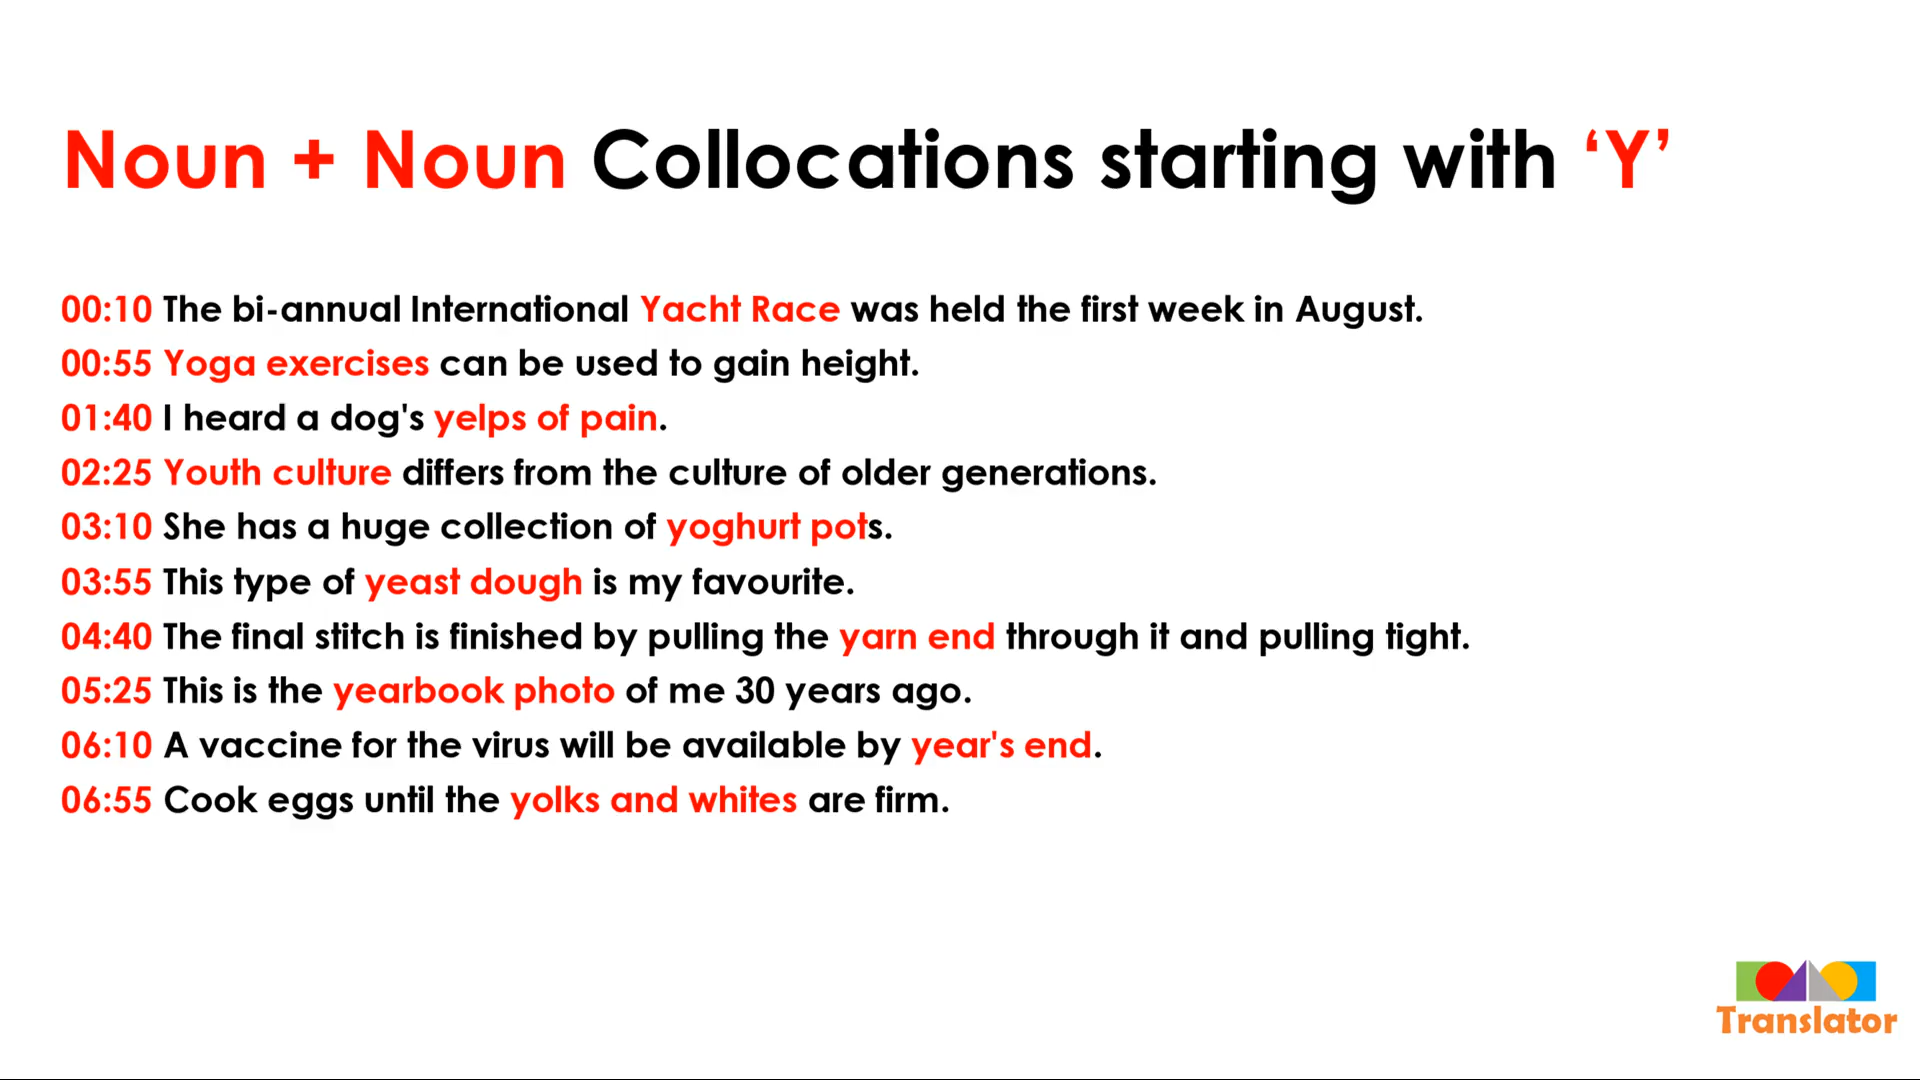 Noun + Noun Collocations starting with ‘Y’
00:10 The bi-annual International Yacht Race was held the first week in August.
00:55 Yoga exercises can be used to gain height.
01:40 I heard a dog's yelps of pain.
02:25 Youth culture differs from the culture of older generations.
03:10 She has a huge collection of yoghurt pots.
03:55 This type of yeast dough is my favourite.
04:40 The final stitch is finished by pulling the yarn end through it and pulling tight.
05:25 This is the yearbook photo of me 30 years ago.
06:10 A vaccine for the virus will be available by year's end.
06:55 Cook eggs until the yolks and whites are firm.
Translator